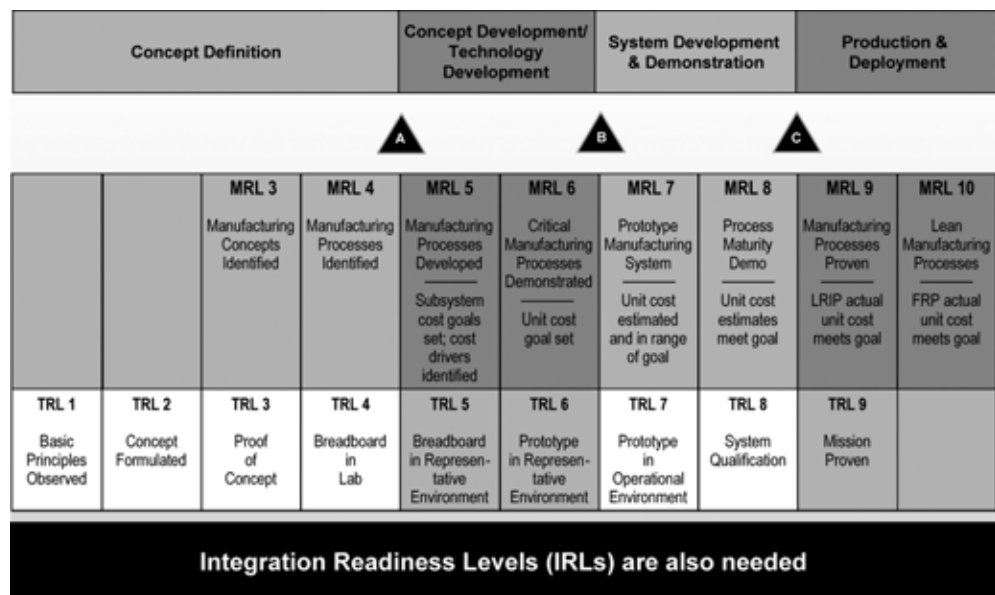 Concept Definition
Concept Development/
Technology
Development
System Development
& Demonstration
Production &
Deployment
A
B
C
MRL 3
Manufacturing
Concepts
Identified
MRL 4
Manufacturing
Processes
Identified
MRL 5
Manufacturing
Processes
Developed
Subsystem
cost goals
set; cost
drivers
identified
MRL 6
Critical
Manufacturing
Processes
Demonstrated
Unit cost
goal set
MRL 7
Prototype
Manufacturing
System
Unit cost
estimated
and in range
of goal
MRL 8
Process
Maturity
Demo
Unit cost
estimates
meet goal
MRL 9
Manufacturing
Processes
Proven
LRIP actual
unit cost
meets goal
MRL 10
Lean
Manufacturing
Processes
FRP actual
unit cost
meets goal
TRL 1
Basic
Principles
Observed
TRL 2
Concept
Formulated
TRL 3
Proof
of
Concept
TRL 4
Breadboard
in
Lab
TRL 5
Breadboard
in Represen-
tative
Environment
TRL 6
Prototype
in Represen-
tative
Environment
TRL 7
Prototype
in
Operational
Environment
TRL 8
System
Qualification
TRL 9
Mission
Proven
Integration Readiness Levels (IRLs) are also needed